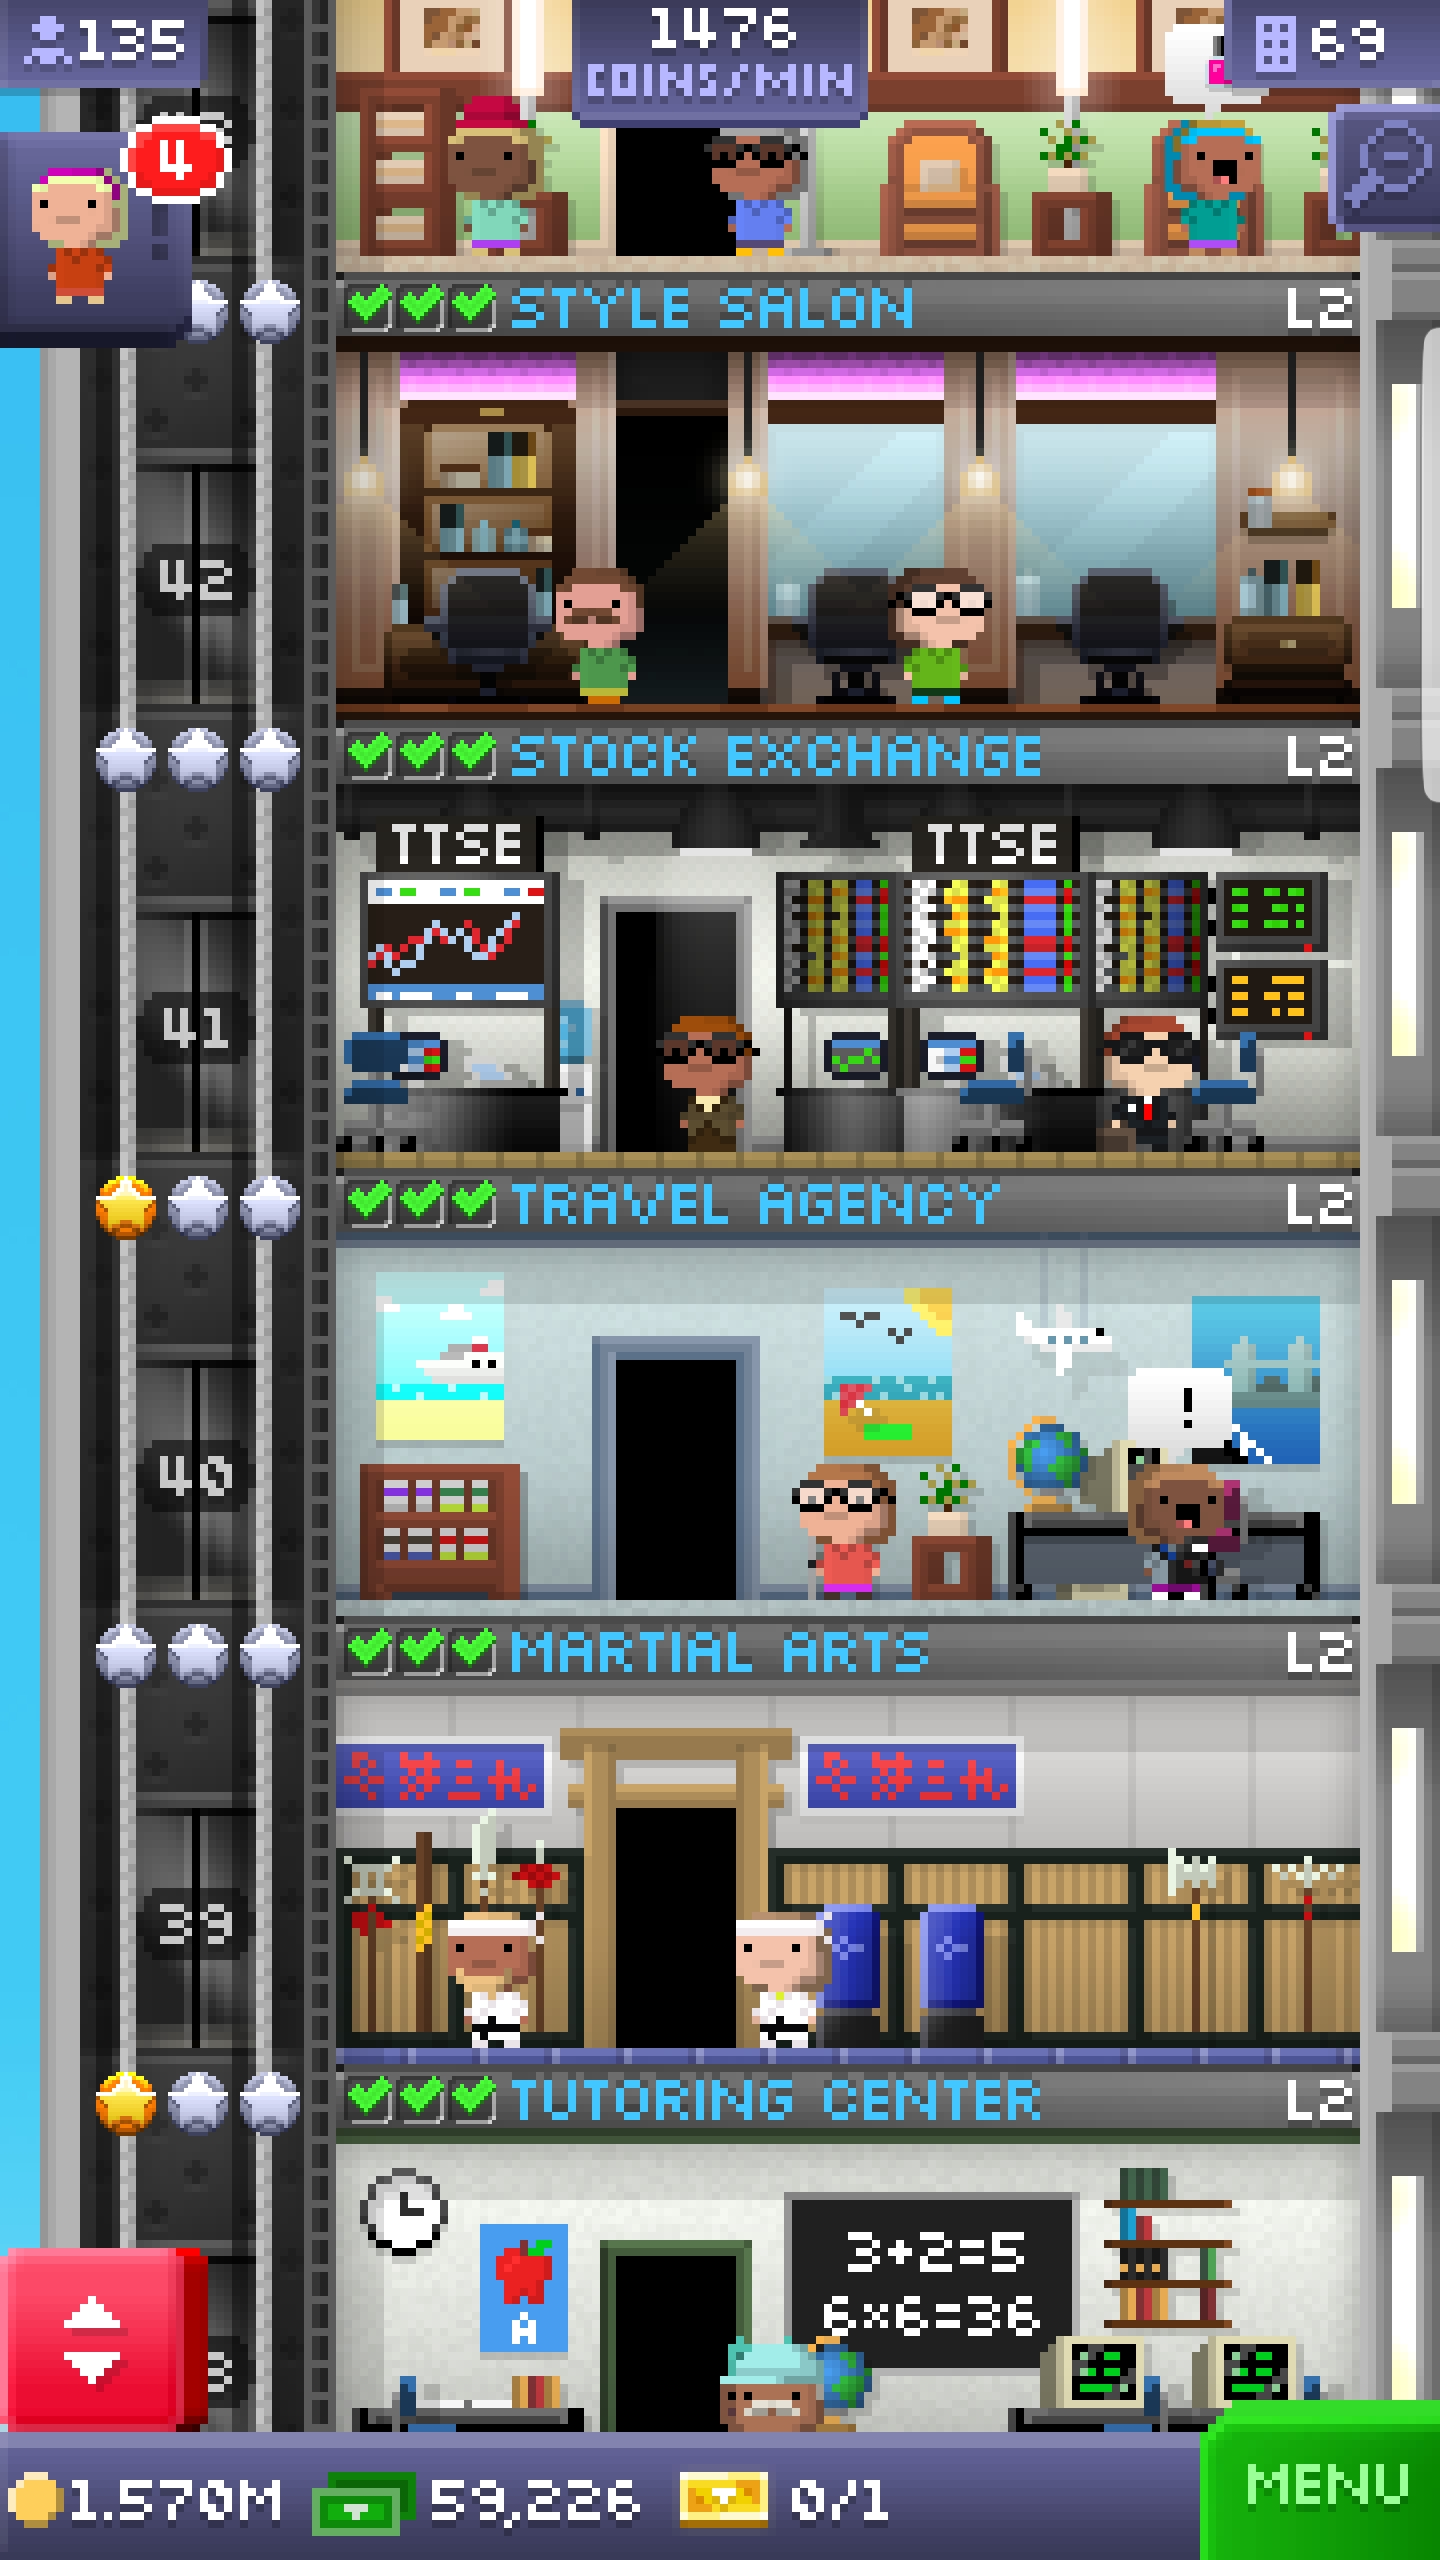 135
1476
COINS/MIN
69
4
STYLE SALON L2
42
STOCK EXCHANGE L2
TTSE TTSE
41
TRAVEL AGENCY L2
!
40
MARTIAL ARTS L2
39
TUTORING CENTER L2
3+2=5
6×6=36
A
1.570M 59,226 0/1
MENU